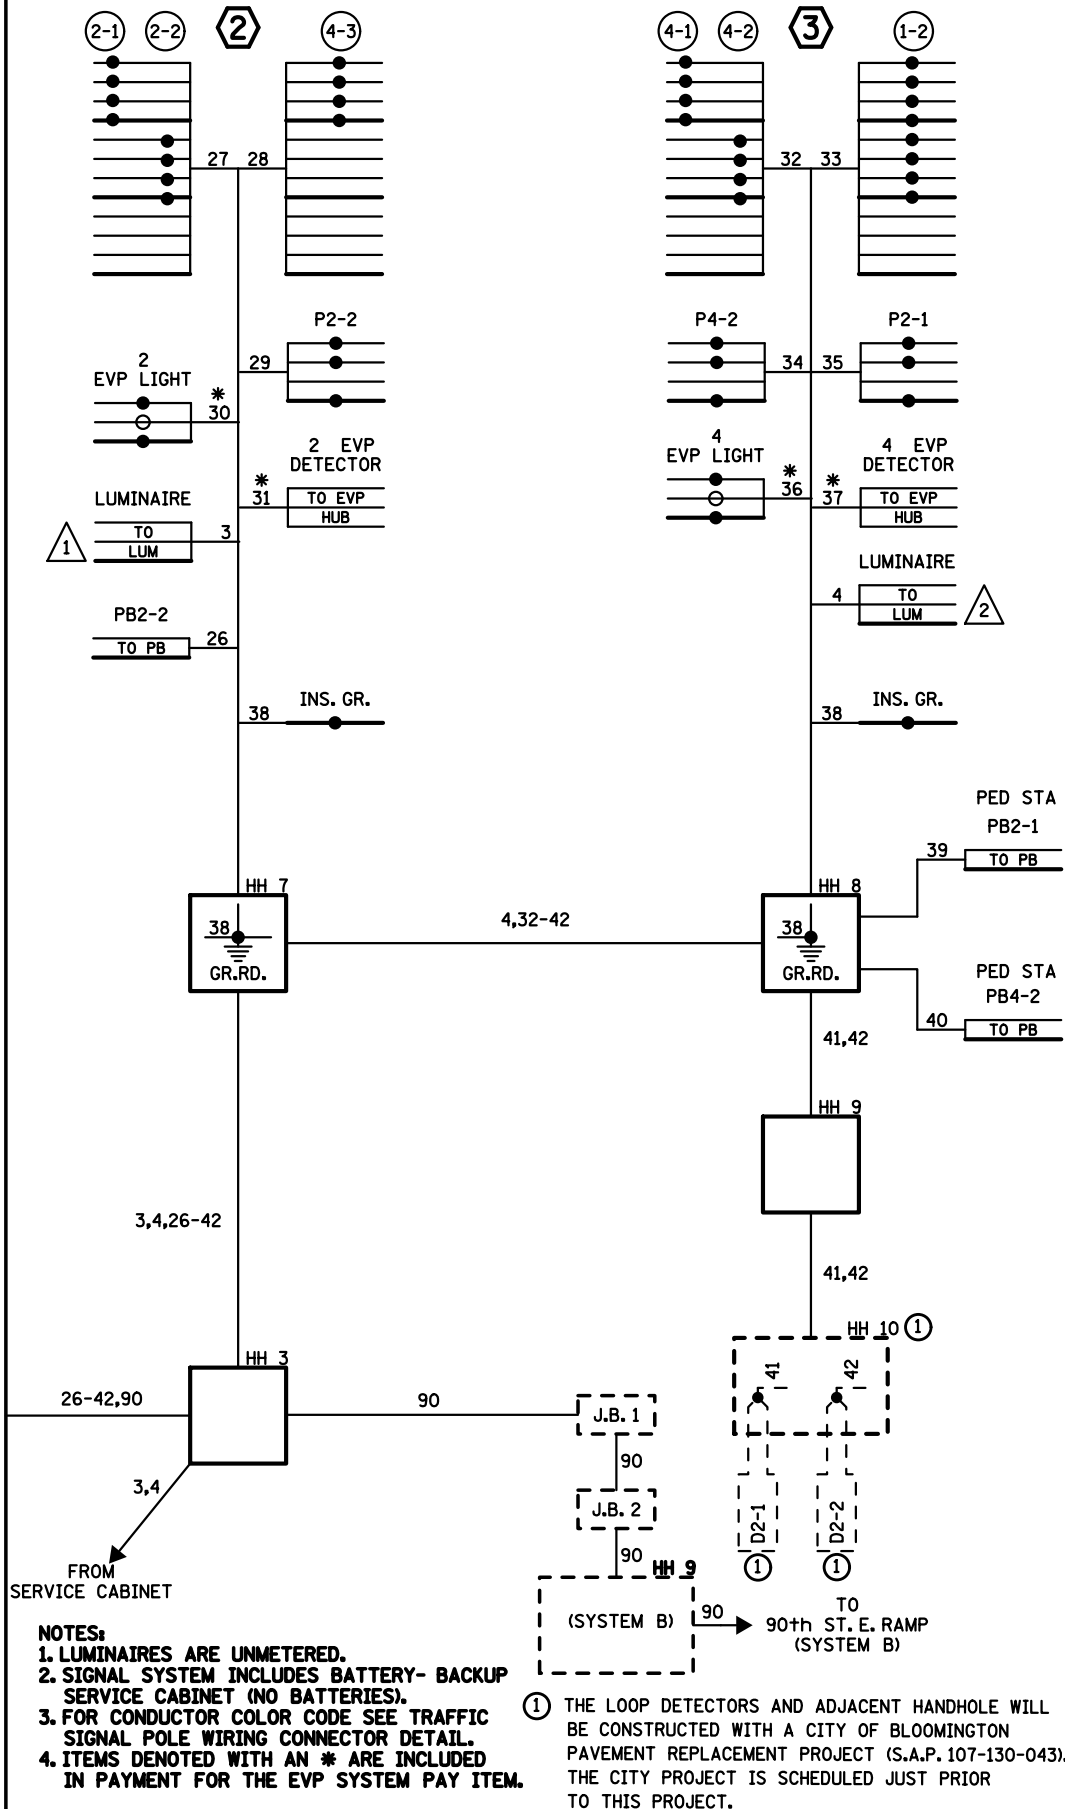 2-1 2-2 2 4-3 4-1 4-2 3 1-2
27 28 32 33
P2-2 P4-2 P2-1
29 34 35
2
EVP LIGHT
*
30
2 EVP
DETECTOR
*
31 TO EVP
HUB
4
EVP LIGHT
*
36
4 EVP
DETECTOR
*
37 TO EVP
HUB
LUMINAIRE
1 TO 3
LUM
LUMINAIRE
4 TO 2
LUM
PB2-2
TO PB 26
INS. GR.
38
INS. GR.
38
PED STA
PB2-1
39 TO PB
HH 7
38
GR.RD.
4,32-42
HH 8
38
GR.RD.
PED STA
PB4-2
40 TO PB
41,42
HH 9
3,4,26-42
41,42
HH 10 1
41 42
HH 3
26-42,90
90
J.B. 1
90
J.B. 2
90
3,4
FROM
SERVICE CABINET
D2-1 D2-2
1 1
HH 9
(SYSTEM B)
90
TO
90th ST. E. RAMP
(SYSTEM B)
NOTES:
1. LUMINAIRES ARE UNMETERED.
2. SIGNAL SYSTEM INCLUDES BATTERY- BACKUP
SERVICE CABINET (NO BATTERIES).
3. FOR CONDUCTOR COLOR CODE SEE TRAFFIC
SIGNAL POLE WIRING CONNECTOR DETAIL.
4. ITEMS DENOTED WITH AN * ARE INCLUDED
IN PAYMENT FOR THE EVP SYSTEM PAY ITEM.
1 THE LOOP DETECTORS AND ADJACENT HANDHOLE WILL
BE CONSTRUCTED WITH A CITY OF BLOOMINGTON
PAVEMENT REPLACEMENT PROJECT (S.A.P. 107-130-043).
THE CITY PROJECT IS SCHEDULED JUST PRIOR
TO THIS PROJECT.